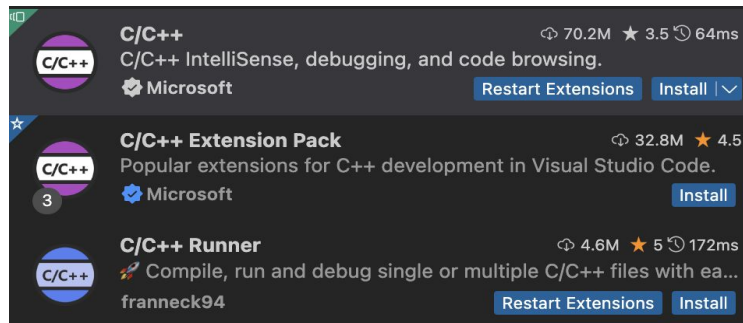 C/C++
C/C++ 70.2M 3.5 64ms
C/C++ IntelliSense, debugging, and code browsing.
Microsoft Restart Extensions Install
C/C++
3
C/C++ Extension Pack 32.8M 4.5
Popular extensions for C++ development in Visual Studio Code.
Microsoft Install
C/C++
C/C++ Runner 4.6M 5 172ms
🚀 Compile, run and debug single or multiple C/C++ files with ea...
franneck94 Restart Extensions Install